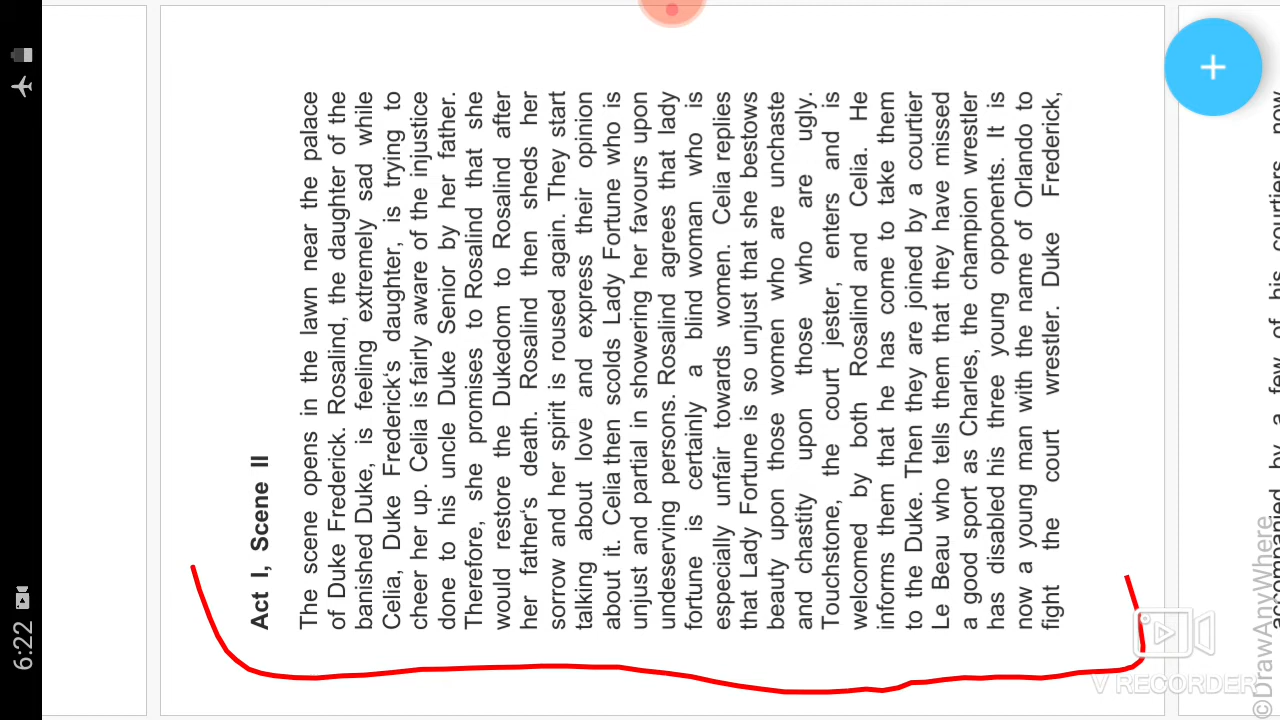 6:22
Act I, Scene II
The scene opens in the lawn near the palace
of Duke Frederick. Rosalind, the daughter of the
banished Duke, is feeling extremely sad while
Celia, Duke Frederick's daughter, is trying to
cheer her up. Celia is fairly aware of the injustice
done to his uncle Duke Senior by her father.
Therefore, she promises to Rosalind that she
would restore the Dukedom to Rosalind after
her father‘s death. Rosalind then sheds her
sorrow and her spirit is roused again. They start
talking about love and express their opinion
about it. Celia then scolds Lady Fortune who is
unjust and partial in showering her favours upon
undeserving persons. Rosalind agrees that lady
fortune is certainly a blind woman who is
especially unfair towards women. Celia replies
that Lady Fortune is so unjust that she bestows
beauty upon those women who are unchaste
and chastity upon those who are ugly.
Touchstone, the court jester, enters and is
welcomed by both Rosalind and Celia. He
informs them that he has come to take them
to the Duke. Then they are joined by a courtier
Le Beau who tells them that they have missed
a good sport as Charles, the champion wrestler
has disabled his three young opponents. It is
now a young man with the name of Orlando to
fight the court wrestler. Duke Frederick,
accompanied by a few of his courtiers now
V RECORDER
©DrawAnyWhere